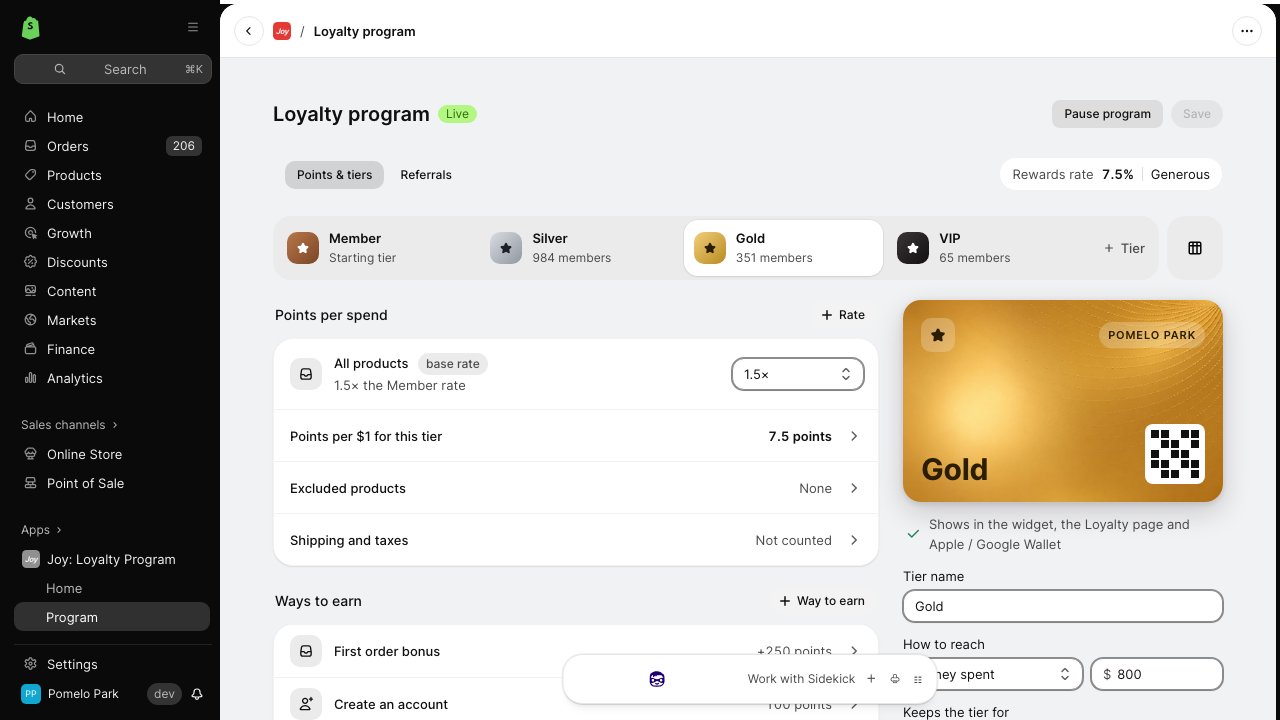 Joy / Loyalty program
Search ⌘K
Home
Orders 206
Products
Customers
Growth
Discounts
Content
Markets
Finance
Analytics
Sales channels
Online Store
Point of Sale
Apps
Joy Joy: Loyalty Program
Home
Program
Settings
PP Pomelo Park dev
Loyalty program Live
Pause program Save
Points & tiers Referrals
Rewards rate 7.5% Generous
Member
Starting tier
Silver
984 members
Gold
351 members
VIP
65 members
+ Tier
Points per spend
+ Rate
All products base rate
1.5× the Member rate
1.5×
Points per $1 for this tier 7.5 points
Excluded products None
Shipping and taxes Not counted
Ways to earn
+ Way to earn
First order bonus +250 points
Create an account 100 points
POMELO PARK
Gold
Shows in the widget, the Loyalty page and
Apple / Google Wallet
Tier name
Gold
How to reach
spent $ 800
Keeps the tier for
Work with Sidekick